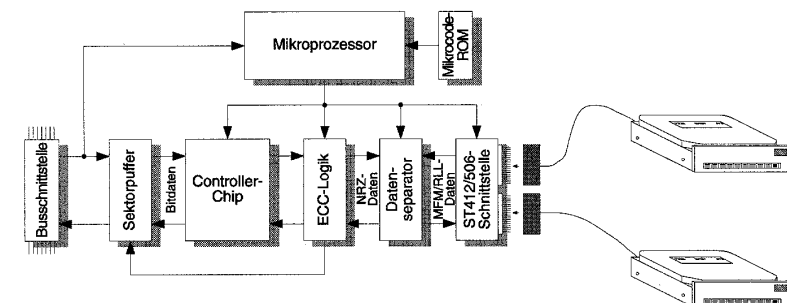 Mikroprozessor
Mikrocode-
ROM
Busschnittstelle
Sektorpuffer
Bitdaten
Controller-
Chip
ECC-Logik
NRZ-
Daten
Daten-
separator
MFM/RLL-
Daten
ST412/506-
Schnittstelle